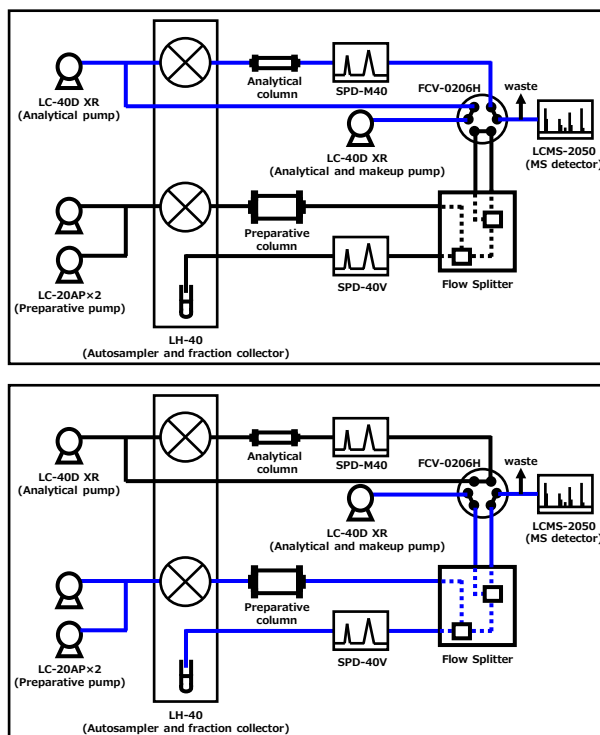 LC-40D XR
(Analytical pump)
Analytical
column
SPD-M40
FCV-0206H
waste
LC-40D XR
(Analytical and makeup pump)
LCMS-2050
(MS detector)
Preparative
column
LC-20AP×2
(Preparative pump)
SPD-40V
Flow Splitter
LH-40
(Autosampler and fraction collector)
LC-40D XR
(Analytical pump)
Analytical
column
SPD-M40
FCV-0206H
waste
LC-40D XR
(Analytical and makeup pump)
LCMS-2050
(MS detector)
Preparative
column
LC-20AP×2
(Preparative pump)
SPD-40V
Flow Splitter
LH-40
(Autosampler and fraction collector)